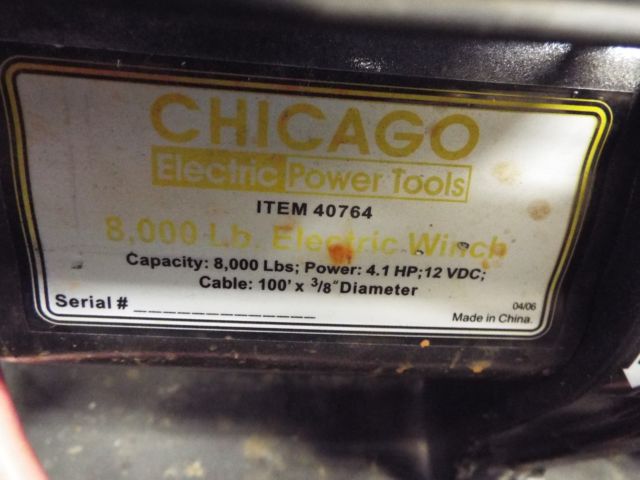 CHICAGO
Electric Power Tools
ITEM 40764
8,000 Lb. Electric Winch
Capacity: 8,000 Lbs; Power: 4.1 HP;12 VDC;
Cable: 100' x 3/8" Diameter
Serial # _ _ _ _ _ _ _ _ _ _ _ _ _
04/06
Made in China.